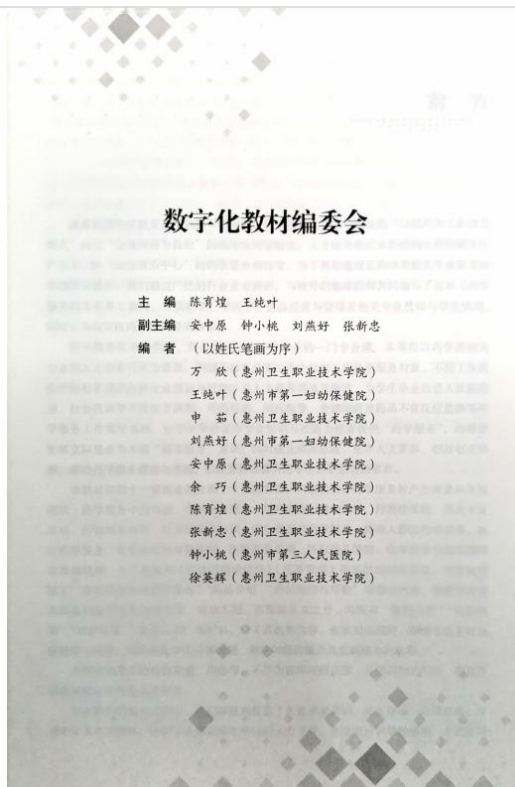 数字化教材编委会
主 编 陈育煌 王纯叶
副主编 安中原 钟小桃 刘燕好 张新忠
编 者 (以姓氏笔画为序)
万 欣(惠州卫生职业技术学院)
王纯叶(惠州市第一妇幼保健院)
申 茹(惠州卫生职业技术学院)
刘燕好(惠州市第一妇幼保健院)
安中原(惠州卫生职业技术学院)
余 巧(惠州卫生职业技术学院)
陈育煌(惠州卫生职业技术学院)
张新忠(惠州卫生职业技术学院)
钟小桃(惠州市第三人民医院)
徐英辉(惠州卫生职业技术学院)